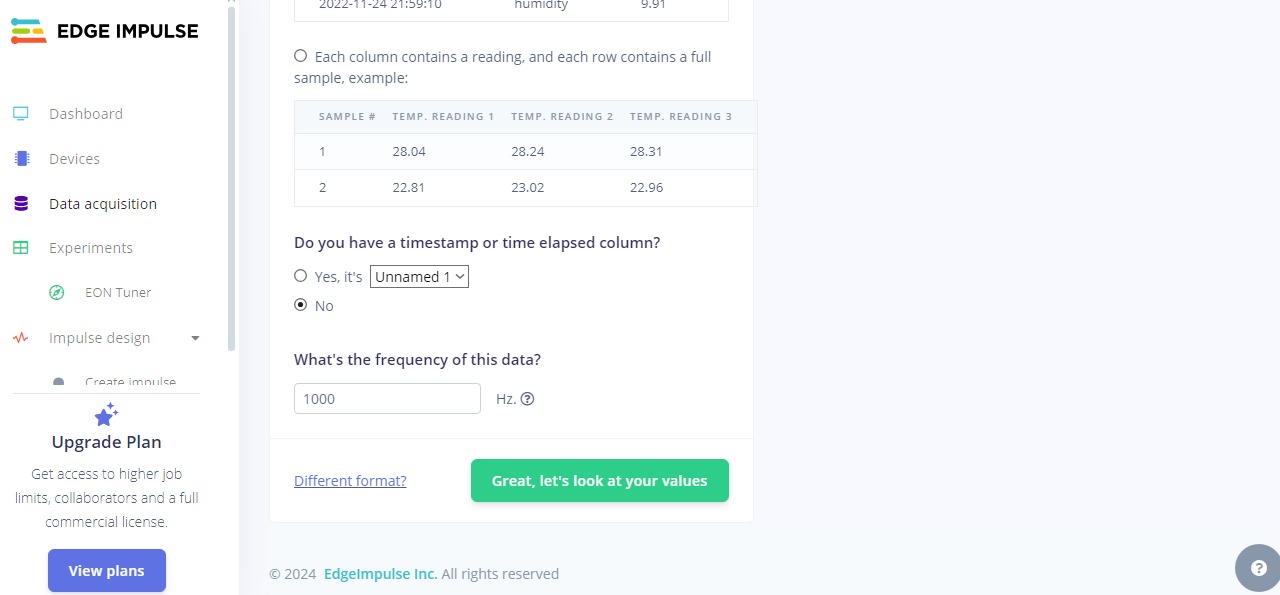 EDGE IMPULSE
Dashboard
Devices
Data acquisition
Experiments
EON Tuner
Impulse design
Create impulse
Upgrade Plan
Get access to higher job
limits, collaborators and a full
commercial license.
View plans
2022-11-24 21:59:10 humidity 9.91
Each column contains a reading, and each row contains a full
sample, example:
SAMPLE # TEMP. READING 1 TEMP. READING 2 TEMP. READING 3
1 28.04 28.24 28.31
2 22.81 23.02 22.96
Do you have a timestamp or time elapsed column?
Yes, it's Unnamed 1
No
What's the frequency of this data?
1000 Hz. ?
Different format? Great, let's look at your values
© 2024 EdgeImpulse Inc. All rights reserved
?